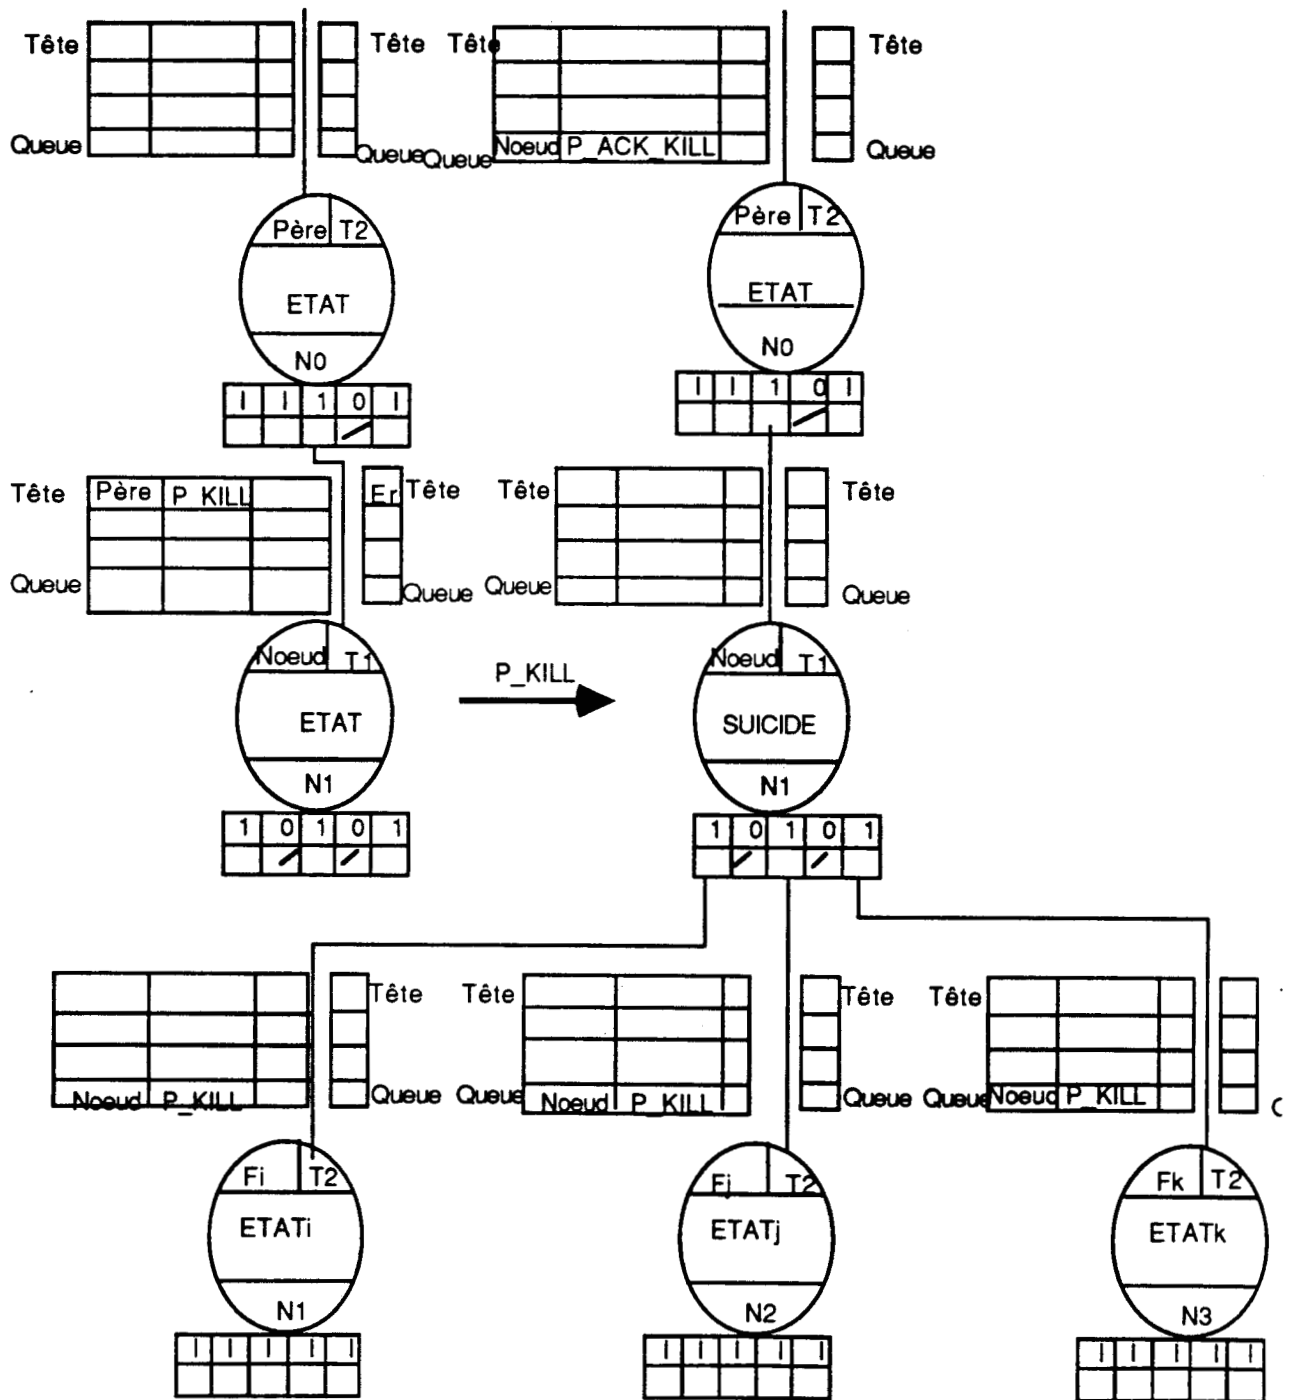 Tête Tête Tête Tête
Queue Queue Queue Noeud P_ACK_KILL Queue
Père T2 Père T2
ETAT ETAT
N0 N0
I I 1 0 I I I 1 0 I
Tête Père P_KILL Er Tête Tête Tête
Queue Queue Queue Queue
Noeud T1 Noeud T1
P_KILL
ETAT SUICIDE
N1 N1
1 0 1 0 1 1 0 1 0 1
Tête Tête Tête Tête
Noeud P_KILL Queue Queue Noeud P_KILL Queue Queue Noeud P_KILL
Fi T2 Fj T2 Fk T2
ETATi ETATj ETATk
N1 N2 N3
I I I I I I I I I I I I I I I